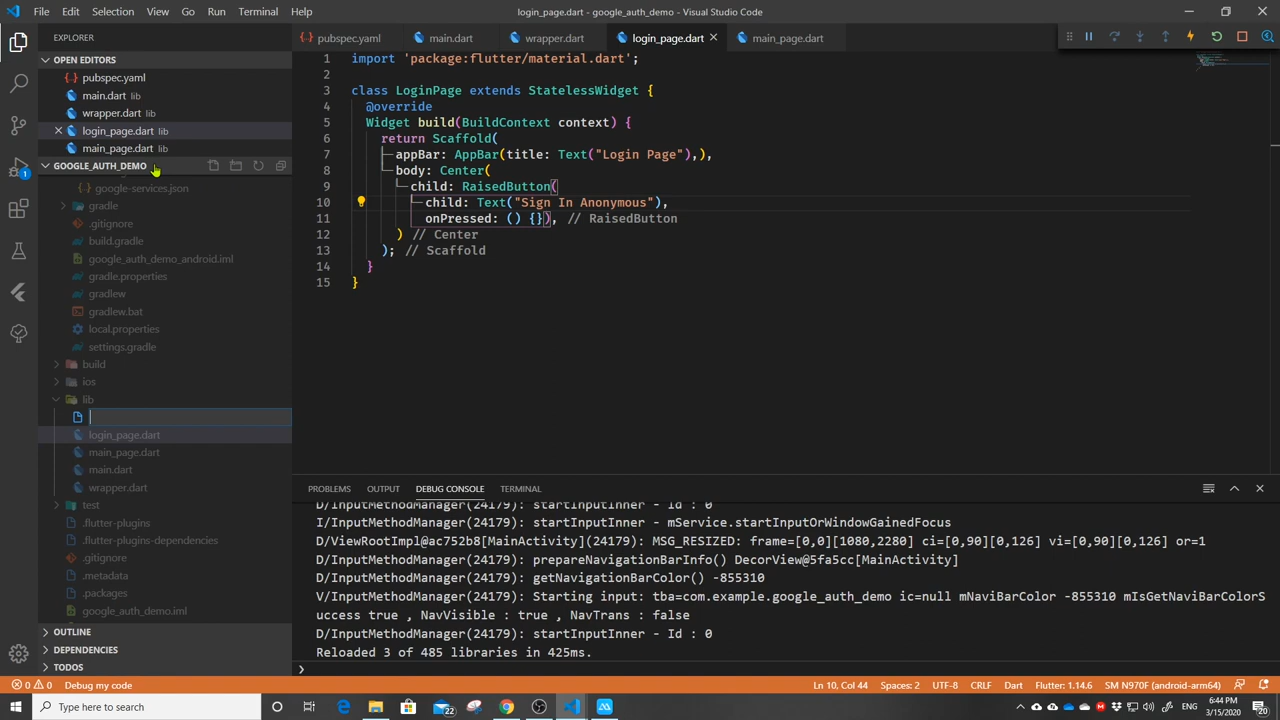 File Edit Selection View Go Run Terminal Help login_page.dart - google_auth_demo - Visual Studio Code
EXPLORER
OPEN EDITORS
pubspec.yaml
main.dart lib
wrapper.dart lib
login_page.dart lib
main_page.dart lib
GOOGLE_AUTH_DEMO
google-services.json
gradle
.gitignore
build.gradle
google_auth_demo_android.iml
gradle.properties
gradlew
gradlew.bat
local.properties
settings.gradle
build
ios
lib
login_page.dart
main_page.dart
main.dart
wrapper.dart
test
.flutter-plugins
.flutter-plugins-dependencies
.gitignore
.metadata
.packages
google_auth_demo.iml
OUTLINE
DEPENDENCIES
TODOS
1
pubspec.yaml main.dart wrapper.dart login_page.dart main_page.dart
1 import 'package:flutter/material.dart';
2
3 class LoginPage extends StatelessWidget {
4 @override
5 Widget build(BuildContext context) {
6 return Scaffold(
7 appBar: AppBar(title: Text("Login Page"),),
8 body: Center(
9 child: RaisedButton(
10 child: Text("Sign In Anonymous"),
11 onPressed: () {}), // RaisedButton
12 ) // Center
13 ); // Scaffold
14 }
15 }
PROBLEMS OUTPUT DEBUG CONSOLE TERMINAL
D/InputMethodManager(24179): startInputInner - Id : 0
I/InputMethodManager(24179): startInputInner - mService.startInputOrWindowGainedFocus
D/ViewRootImpl@ac752b8[MainActivity](24179): MSG_RESIZED: frame=[0,0][1080,2280] ci=[0,90][0,126] vi=[0,90][0,126] or=1
D/InputMethodManager(24179): prepareNavigationBarInfo() DecorView@5fa5cc[MainActivity]
D/InputMethodManager(24179): getNavigationBarColor() -855310
V/InputMethodManager(24179): Starting input: tba=com.example.google_auth_demo ic=null mNaviBarColor -855310 mIsGetNaviBarColorS
uccess true , NavVisible : true , NavTrans : false
D/InputMethodManager(24179): startInputInner - Id : 0
Reloaded 3 of 485 libraries in 425ms.
0 0 Debug my code Ln 10, Col 44 Spaces: 2 UTF-8 CRLF Dart Flutter: 1.14.6 SM N970F (android-arm64)
Type here to search 22 6:44 PM
3/15/2020 20